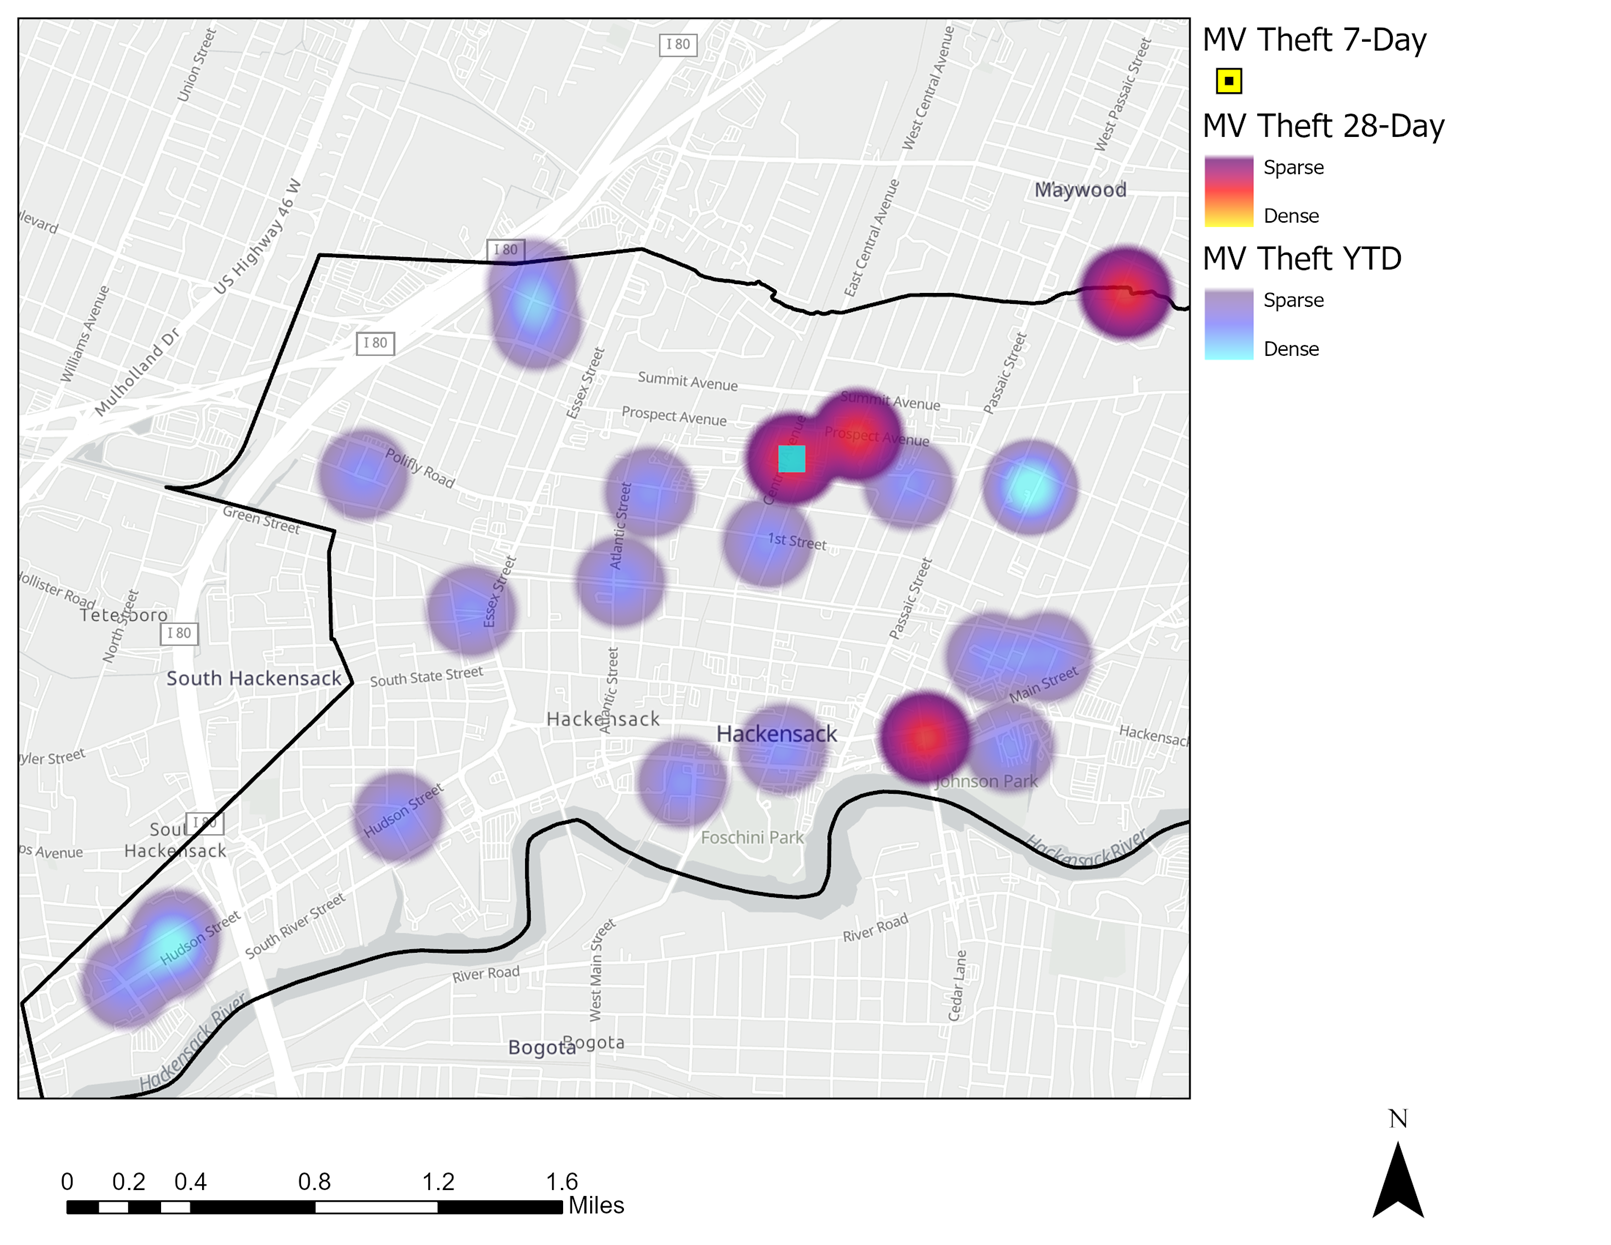 MV Theft 7-Day
MV Theft 28-Day
Sparse
Dense
MV Theft YTD
Sparse
Dense
I 80
Union Street
West Central Avenue
West Passaic Street
Maywood
levard
US Highway 46 W
East Central Avenue
I 80
Williams Avenue
Mulholland Dr
I 80
Essex Street
Summit Avenue
Prospect Avenue
Summit Avenue
Prospect Avenue
Passaic Street
Polifly Road
Green Street
Atlantic Street
1st Street
Essex Street
Passaic Street
Hollister Road
North Street
Teterboro
I 80
South Hackensack
South State Street
Atlantic Street
Main Street
Hackensack
Hackensack
Hackensack
yler Street
Johnson Park
Hudson Street
I 80
Hackensack
os Avenue
Foschini Park
Hackensack River
Hudson Street
South River Street
River Road
West Main Street
River Road
Cedar Lane
Hackensack River
Bogota
Bogota
N
0 0.2 0.4 0.8 1.2 1.6
Miles